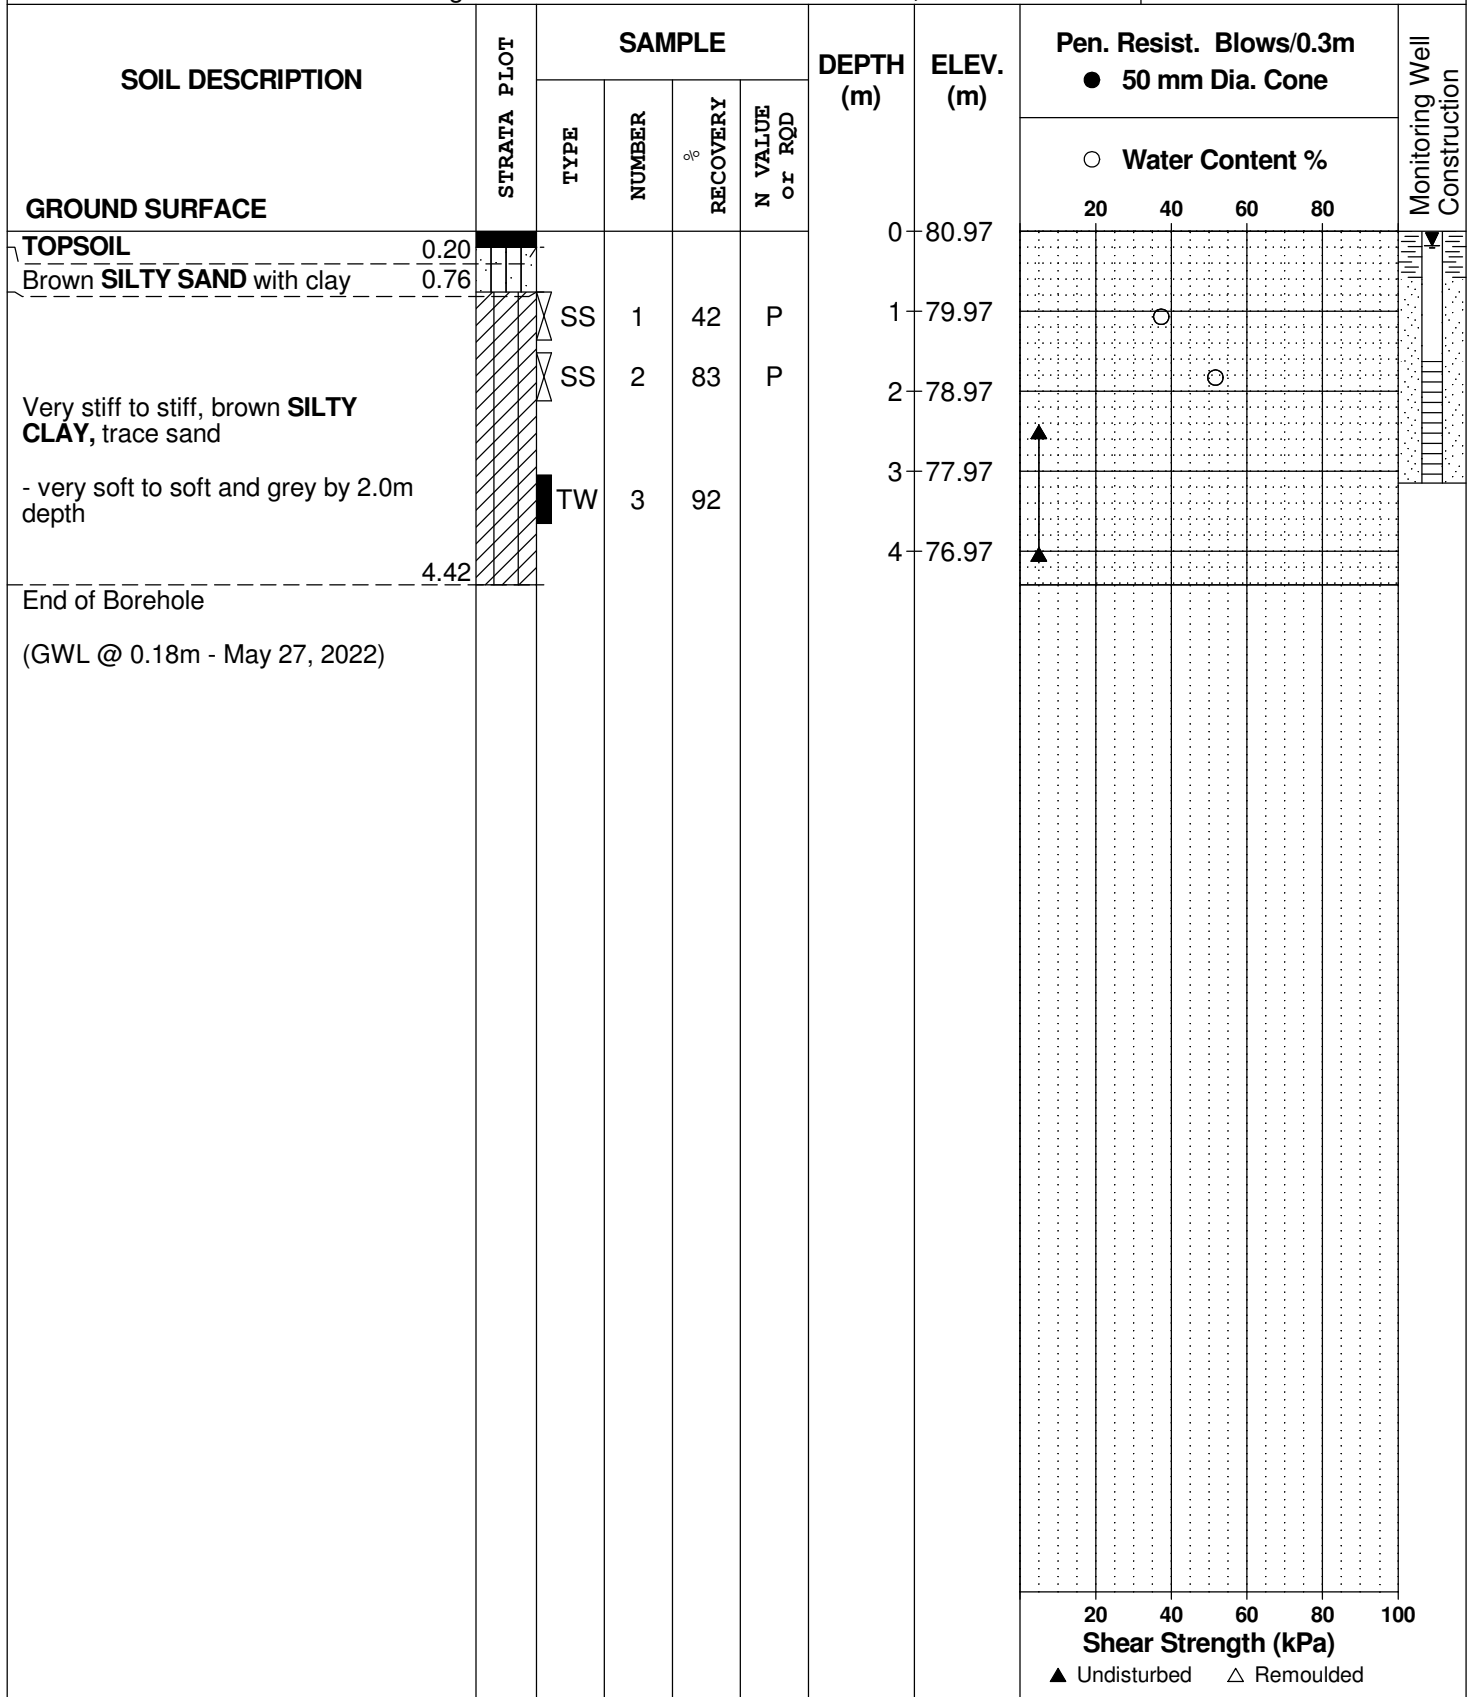 SOIL DESCRIPTION
GROUND SURFACE
STRATA PLOT
SAMPLE
TYPE
NUMBER
% RECOVERY
N VALUE or RQD
DEPTH (m)
ELEV. (m)
Pen. Resist. Blows/0.3m
● 50 mm Dia. Cone
○ Water Content %
20 40 60 80
Monitoring Well Construction
TOPSOIL 0.20
Brown SILTY SAND with clay 0.76
Very stiff to stiff, brown SILTY
CLAY, trace sand
- very soft to soft and grey by 2.0m
depth
4.42
End of Borehole
(GWL @ 0.18m - May 27, 2022)
SS 1 42 P
SS 2 83 P
TW 3 92
0 80.97
1 79.97
2 78.97
3 77.97
4 76.97
20 40 60 80 100
Shear Strength (kPa)
▲ Undisturbed △ Remoulded